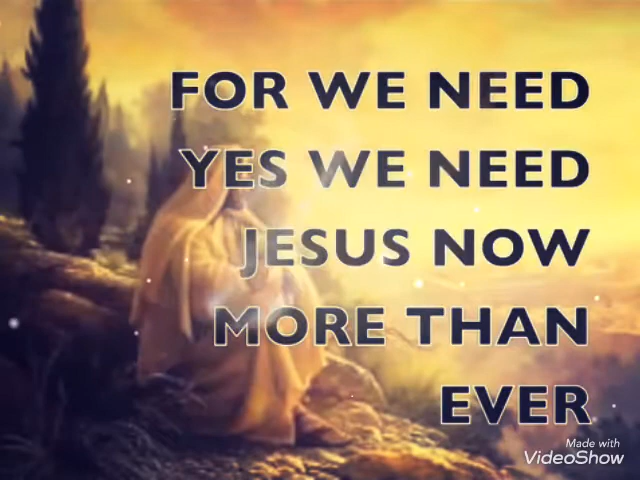 FOR WE NEED
YES WE NEED
JESUS NOW
MORE THAN
EVER
Made with
VideoShow